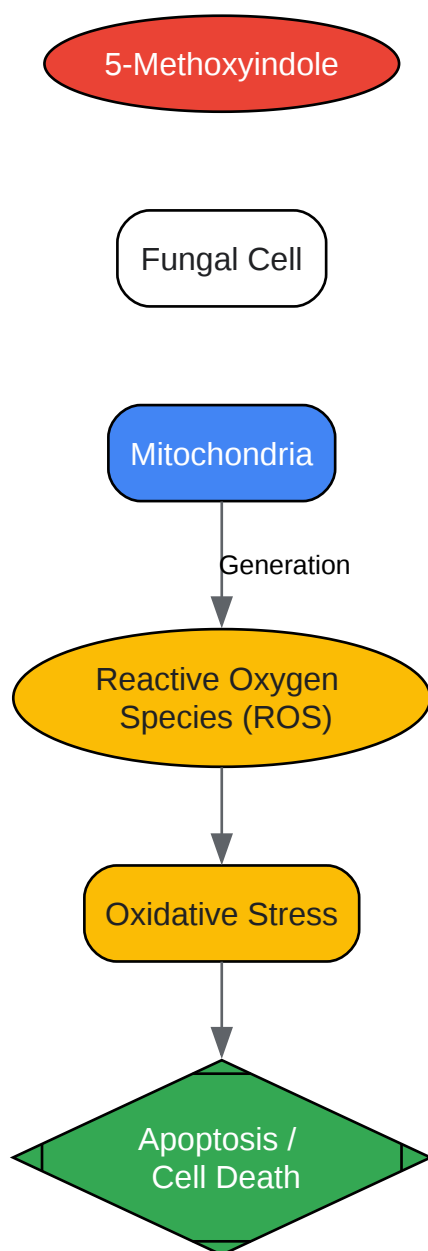 5-Methoxyindole
Fungal Cell
Mitochondria
Generation
Reactive Oxygen
Species (ROS)
Oxidative Stress
Apoptosis /
Cell Death